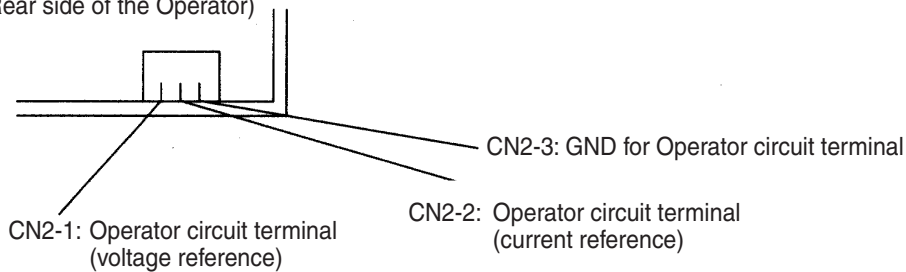 ear side of the Operator)
CN2-3: GND for Operator circuit terminal
CN2-2: Operator circuit terminal
(current reference)
CN2-1: Operator circuit terminal
(voltage reference)